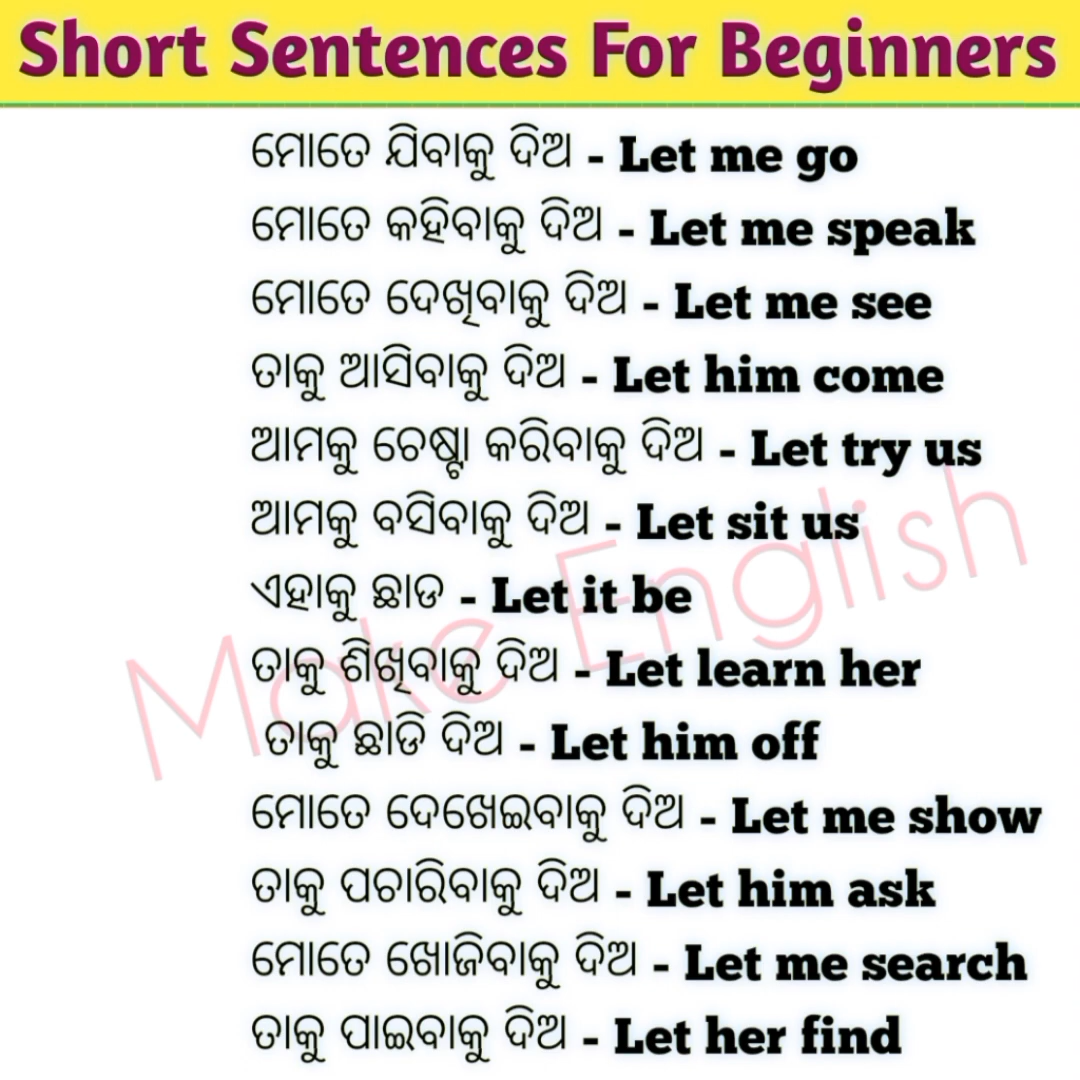 Short Sentences For Beginners
ମୋତେ ଯିବାକୁ ଦିଅ - Let me go
ମୋତେ କହିବାକୁ ଦିଅ - Let me speak
ମୋତେ ଦେଖିବାକୁ ଦିଅ - Let me see
ତାକୁ ଆସିବାକୁ ଦିଅ - Let him come
ଆମକୁ ଚେଷ୍ଟା କରିବାକୁ ଦିଅ - Let try us
ଆମକୁ ବସିବାକୁ ଦିଅ - Let sit us
ଏହାକୁ ଛାଡ - Let it be
ତାକୁ ଶିଖିବାକୁ ଦିଅ - Let learn her
ତାକୁ ଛାଡି ଦିଅ - Let him off
ମୋତେ ଦେଖେଇବାକୁ ଦିଅ - Let me show
ତାକୁ ପଚାରିବାକୁ ଦିଅ - Let him ask
ମୋତେ ଖୋଜିବାକୁ ଦିଅ - Let me search
ତାକୁ ପାଇବାକୁ ଦିଅ - Let her find
Make English